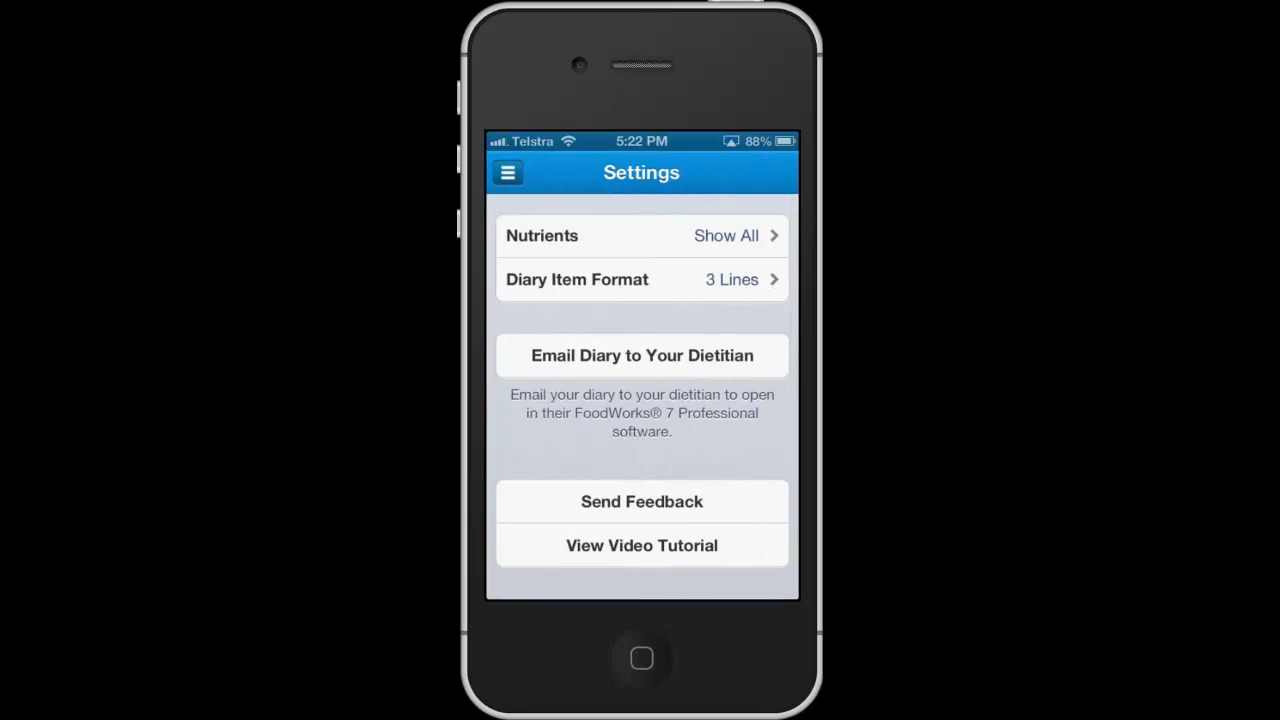 Telstra 5:22 PM 88%
Settings
Nutrients Show All
Diary Item Format 3 Lines
Email Diary to Your Dietitian
Email your diary to your dietitian to open
in their FoodWorks® 7 Professional
software.
Send Feedback
View Video Tutorial